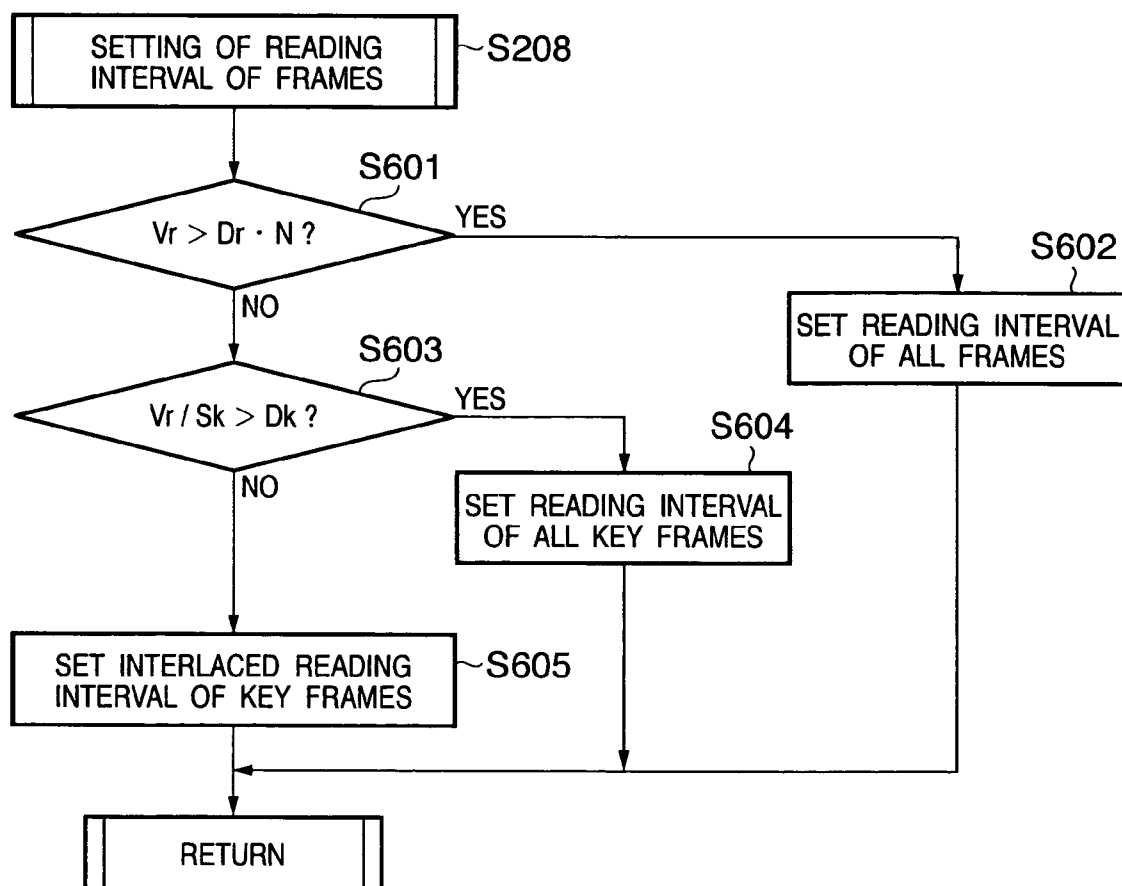 SETTING OF READING
INTERVAL OF FRAMES
S208
S601
Vr > Dr · N ?
YES
NO
S602
SET READING INTERVAL
OF ALL FRAMES
S603
Vr / Sk > Dk ?
YES
NO
S604
SET READING INTERVAL
OF ALL KEY FRAMES
SET INTERLACED READING
INTERVAL OF KEY FRAMES
S605
RETURN